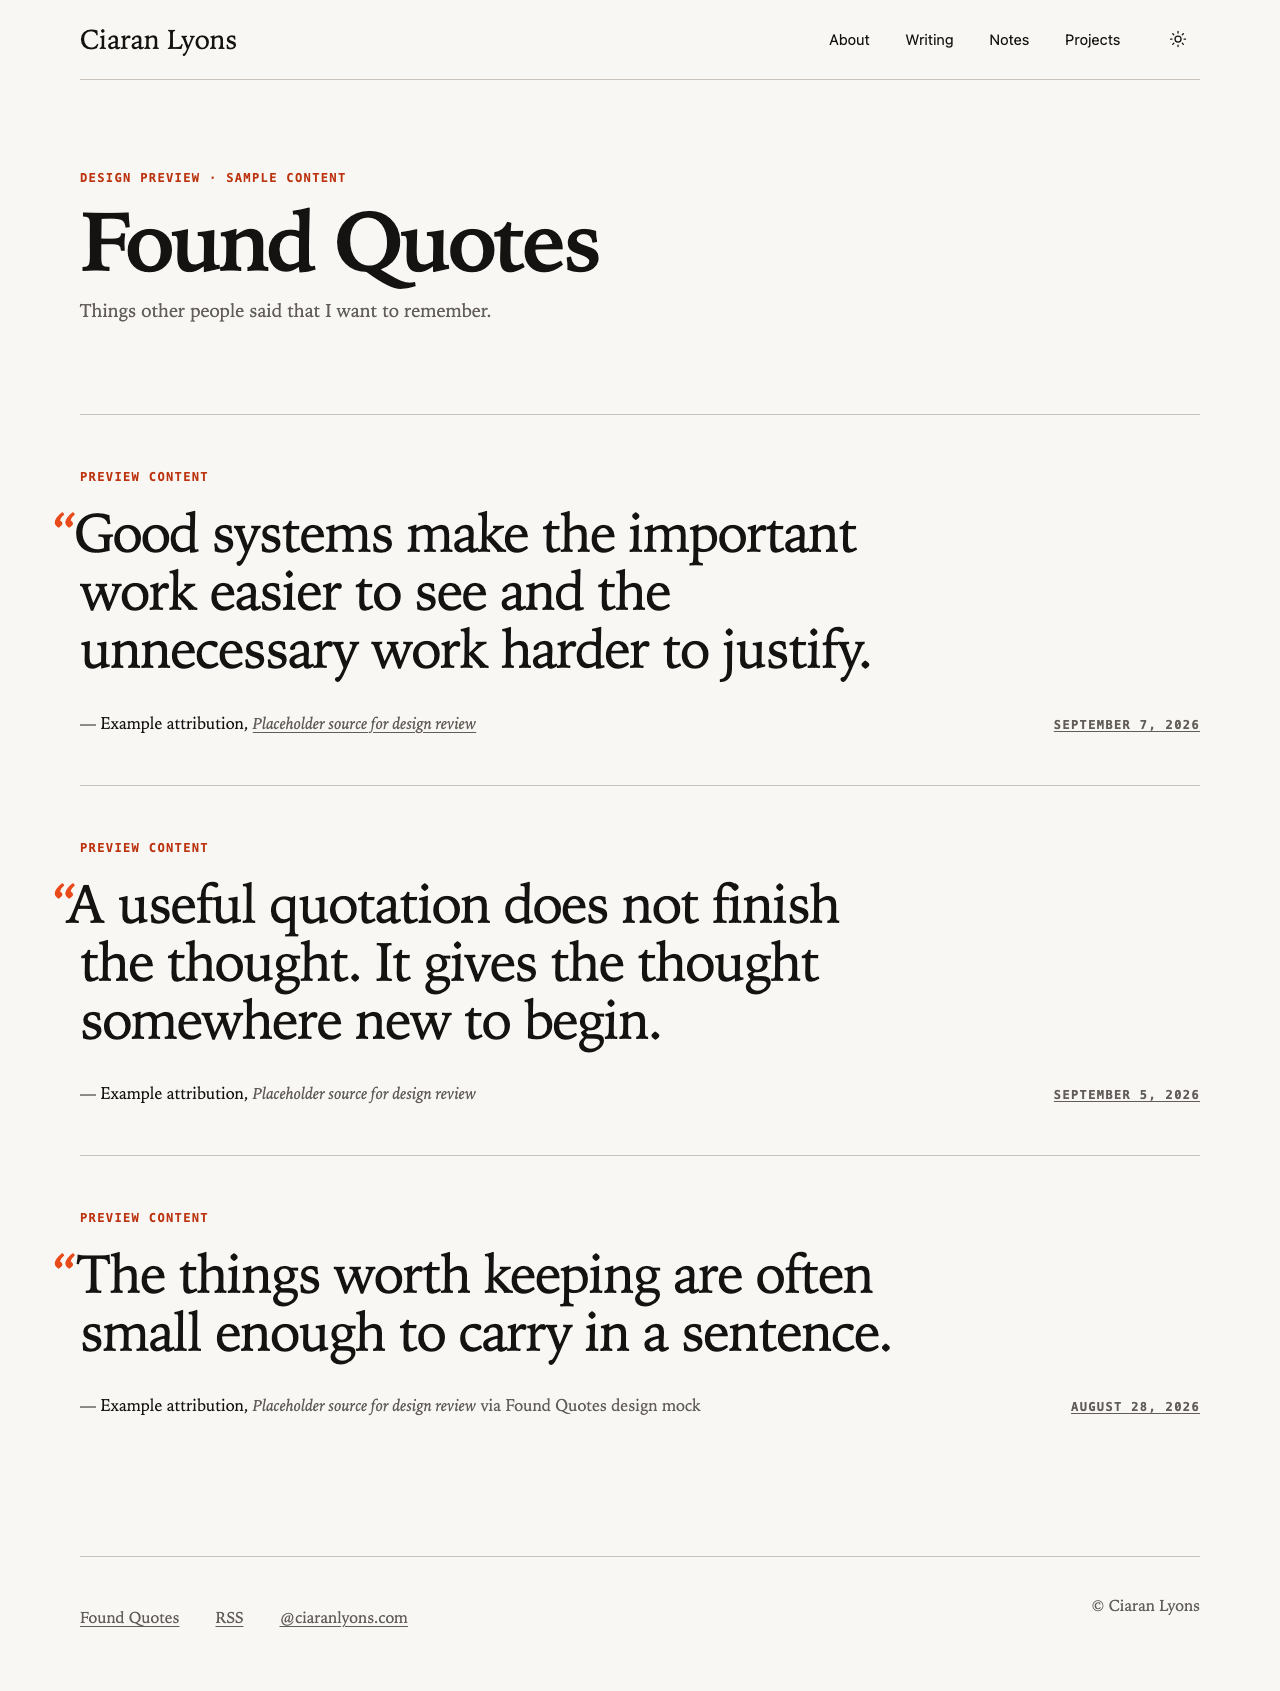 Ciaran Lyons
About Writing Notes Projects
DESIGN PREVIEW · SAMPLE CONTENT
Found Quotes
Things other people said that I want to remember.
PREVIEW CONTENT
“Good systems make the important
work easier to see and the
unnecessary work harder to justify.
— Example attribution, Placeholder source for design review
SEPTEMBER 7, 2026
PREVIEW CONTENT
“A useful quotation does not finish
the thought. It gives the thought
somewhere new to begin.
— Example attribution, Placeholder source for design review
SEPTEMBER 5, 2026
PREVIEW CONTENT
“The things worth keeping are often
small enough to carry in a sentence.
— Example attribution, Placeholder source for design review via Found Quotes design mock
AUGUST 28, 2026
Found Quotes RSS @ciaranlyons.com
© Ciaran Lyons